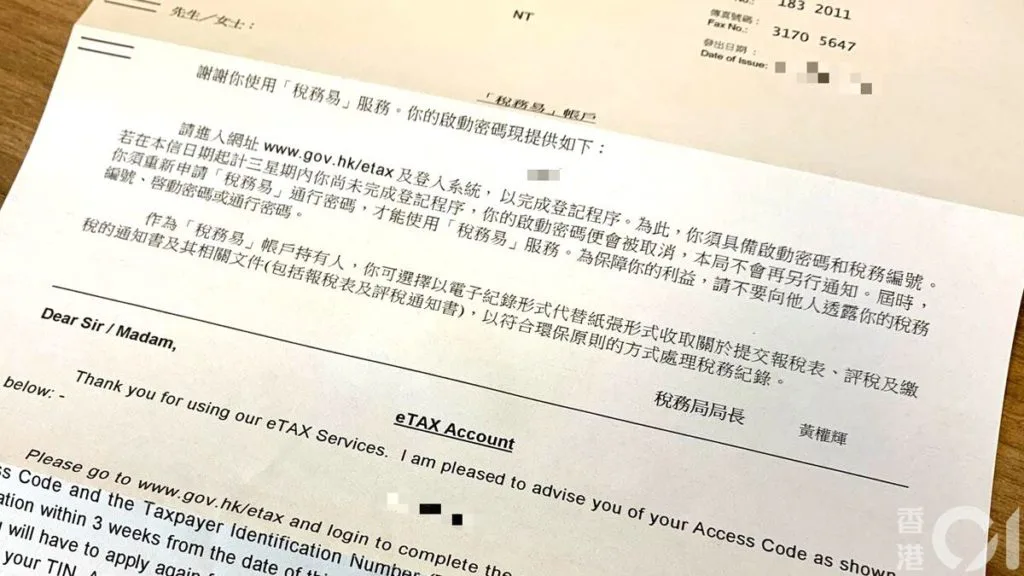 183 2011
傳真號碼：
Fax No.: 3170 5647
發出日期：
Date of Issue:
NT
先生／女士：
「稅務易」帳戶
謝謝你使用「稅務易」服務。你的啟動密碼現提供如下：
請進入網址 www.gov.hk/etax 及登入系統，以完成登記程序。為此，你須具備啟動密碼和稅務編號。
若在本信日期起計三星期內你尚未完成登記程序，你的啟動密碼便會被取消，本局不會再另行通知。屆時，
你須重新申請「稅務易」通行密碼，才能使用「稅務易」服務。為保障你的利益，請不要向他人透露你的稅務
編號、啓動密碼或通行密碼。
作為「稅務易」帳戶持有人，你可選擇以電子紀錄形式代替紙張形式收取關於提交報稅表、評稅及繳
稅的通知書及其相關文件(包括報稅表及評稅通知書)，以符合環保原則的方式處理稅務紀錄。
稅務局局長 黃權輝
Dear Sir / Madam,
eTAX Account
Thank you for using our eTAX Services. I am pleased to advise you of your Access Code as shown
below: -
Please go to www.gov.hk/etax and login to complete the
Code and the Taxpayer Identification Number
within 3 weeks from the date of
will have to apply again
your TIN,
香港01